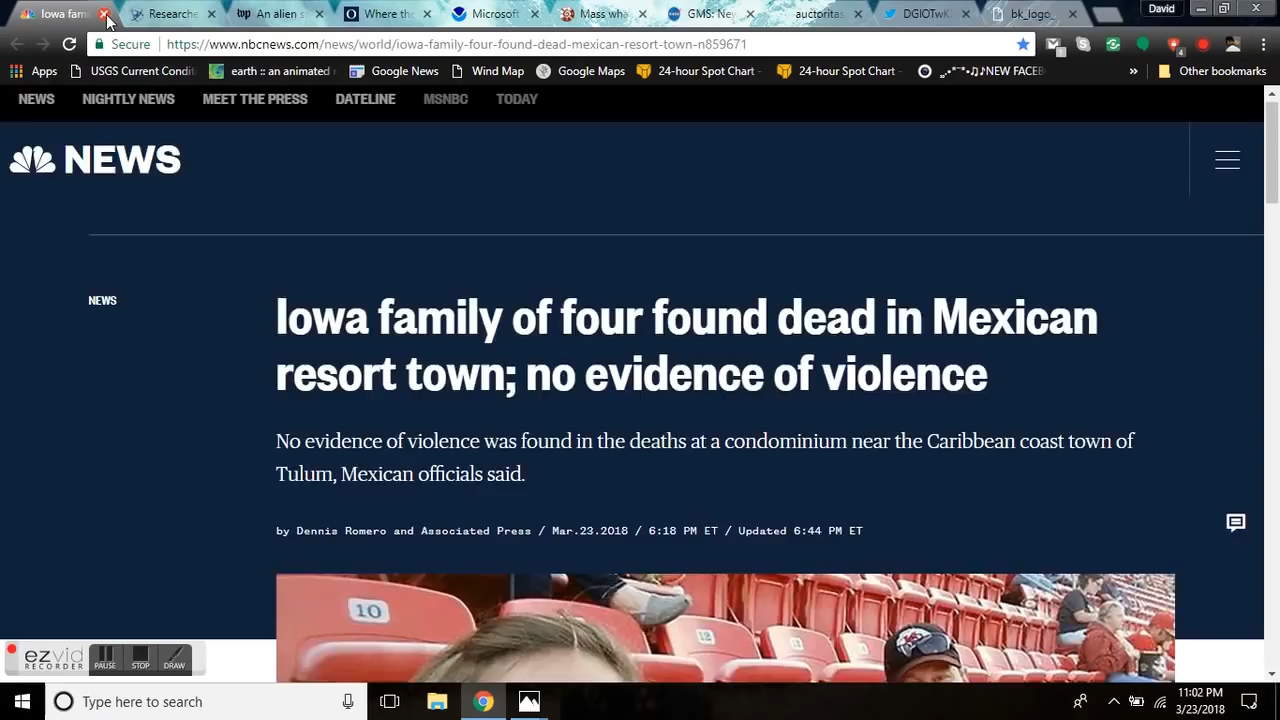 Iowa fam
Researche
An alien s
Where the
Microsoft
Mass wha
GMS: Ne
auctoritas
DGIOTwK
bk_logo_
David
Secure
https://www.nbcnews.com/news/world/iowa-family-four-found-dead-mexican-resort-town-n859671
1
4
Apps
USGS Current Condi
earth :: an animated
Google News
Wind Map
Google Maps
24-hour Spot Chart -
24-hour Spot Chart -
NEW FACEB
»
Other bookmarks
NEWS
NIGHTLY NEWS
MEET THE PRESS
DATELINE
MSNBC
TODAY
NEWS
NEWS
Iowa family of four found dead in Mexican
resort town; no evidence of violence
No evidence of violence was found in the deaths at a condominium near the Caribbean coast town of
Tulum, Mexican officials said.
by Dennis Romero and Associated Press / Mar.23.2018 / 6:18 PM ET / Updated 6:44 PM ET
10
12
ezvid
RECORDER
PAUSE
STOP
DRAW
Type here to search
11:02 PM
3/23/2018